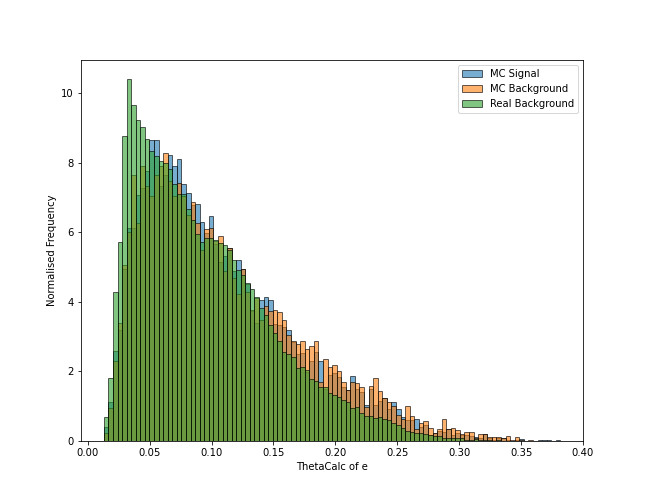 MC Signal
MC Background
Real Background
Normalised Frequency
10
8
6
4
2
0
0.00 0.05 0.10 0.15 0.20 0.25 0.30 0.35 0.40
ThetaCalc of e